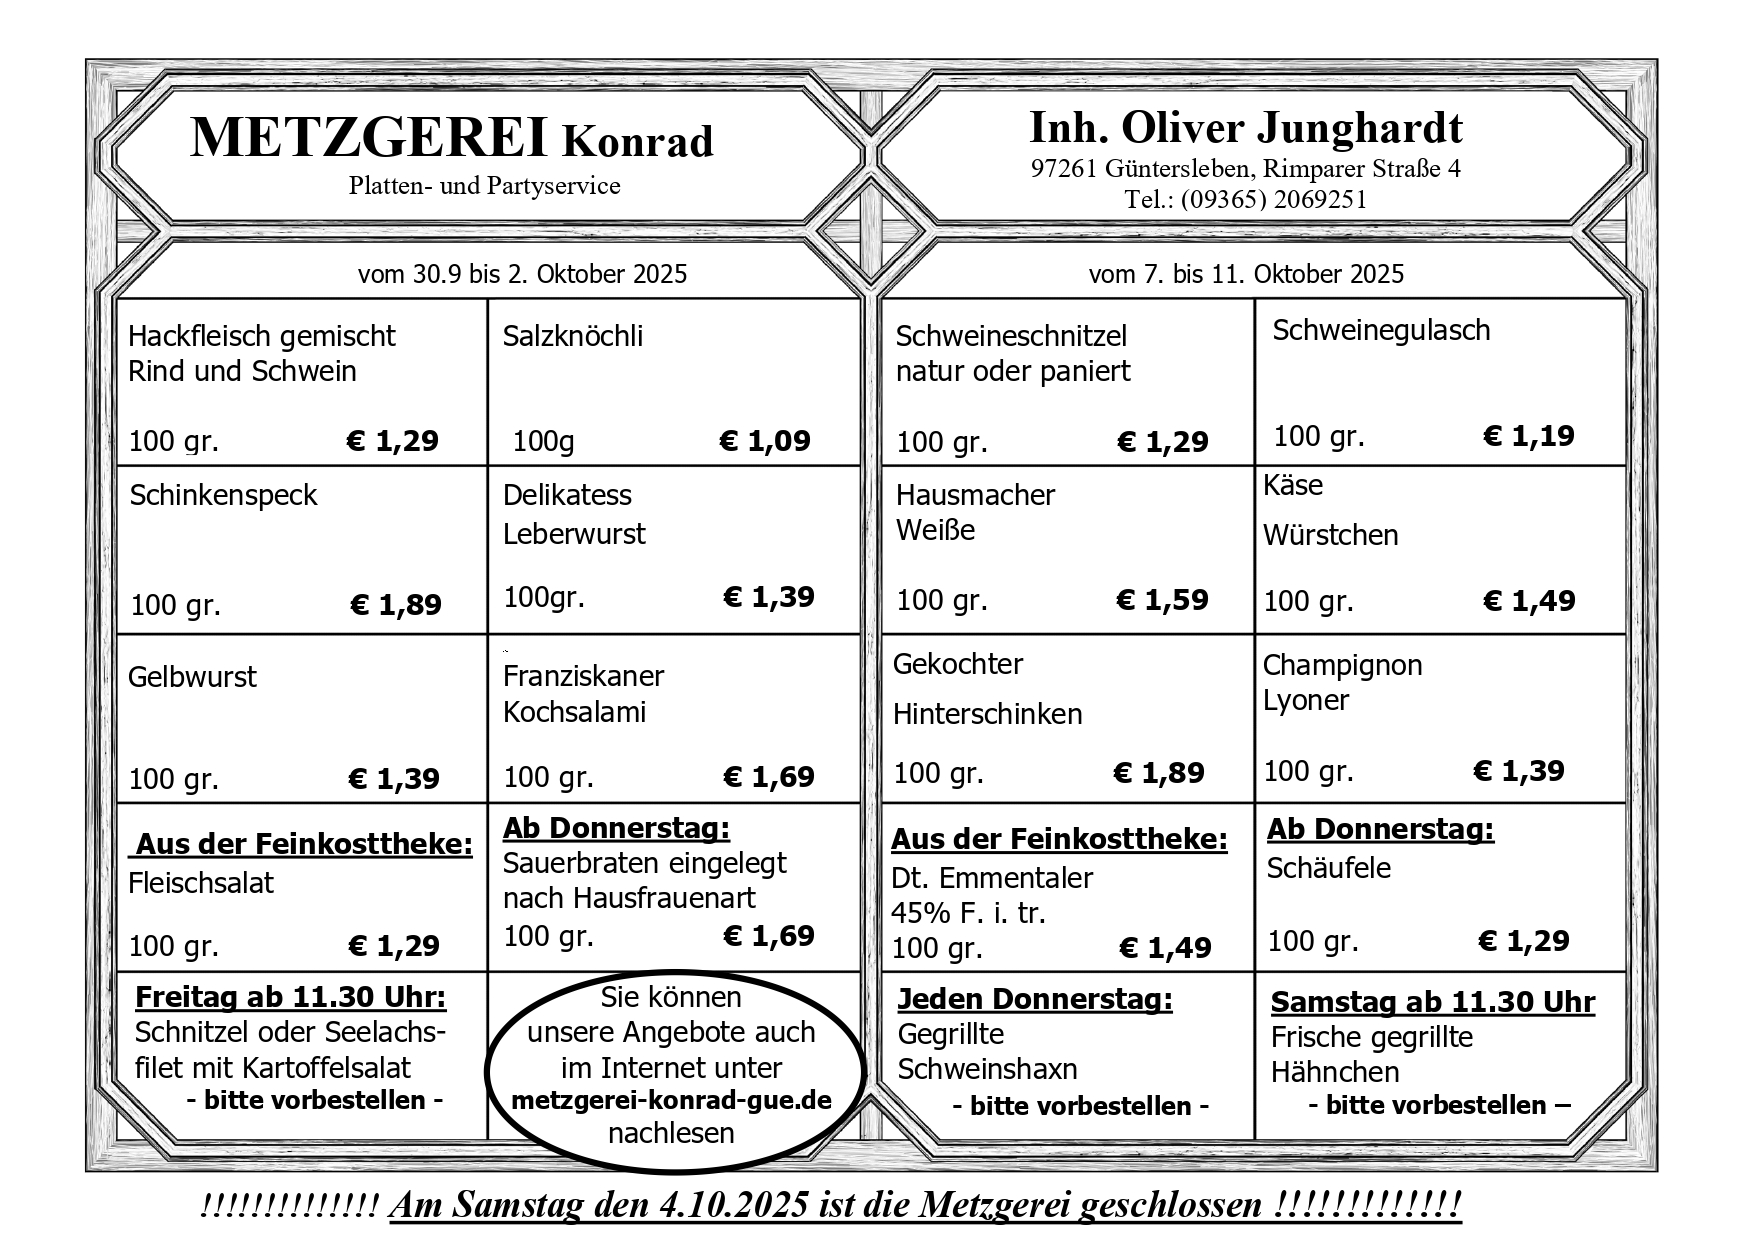 METZGEREI Konrad
Platten- und Partyservice
Inh. Oliver Junghardt
97261 Güntersleben, Rimparer Straße 4
Tel.: (09365) 2069251
vom 30.9 bis 2. Oktober 2025
Hackfleisch gemischt
Rind und Schwein
100 gr. € 1,29
Salzknöchli
100g € 1,09
Schinkenspeck
100 gr. € 1,89
Delikatess
Leberwurst
100gr. € 1,39
Gelbwurst
100 gr. € 1,39
Franziskaner
Kochsalami
100 gr. € 1,69
Aus der Feinkosttheke:
Fleischsalat
100 gr. € 1,29
Ab Donnerstag:
Sauerbraten eingelegt
nach Hausfrauenart
100 gr. € 1,69
Freitag ab 11.30 Uhr:
Schnitzel oder Seelachs-
filet mit Kartoffelsalat
- bitte vorbestellen -
Sie können
unsere Angebote auch
im Internet unter
metzgerei-konrad-gue.de
nachlesen
vom 7. bis 11. Oktober 2025
Schweineschnitzel
natur oder paniert
100 gr. € 1,29
Schweinegulasch
100 gr. € 1,19
Hausmacher
Weiße
100 gr. € 1,59
Käse
Würstchen
100 gr. € 1,49
Gekochter
Hinterschinken
100 gr. € 1,89
Champignon
Lyoner
100 gr. € 1,39
Aus der Feinkosttheke:
Dt. Emmentaler
45% F. i. tr.
100 gr. € 1,49
Ab Donnerstag:
Schäufele
100 gr. € 1,29
Jeden Donnerstag:
Gegrillte
Schweinshaxn
- bitte vorbestellen -
Samstag ab 11.30 Uhr
Frische gegrillte
Hähnchen
- bitte vorbestellen –
!!!!!!!!!!!!!! Am Samstag den 4.10.2025 ist die Metzgerei geschlossen !!!!!!!!!!!!!